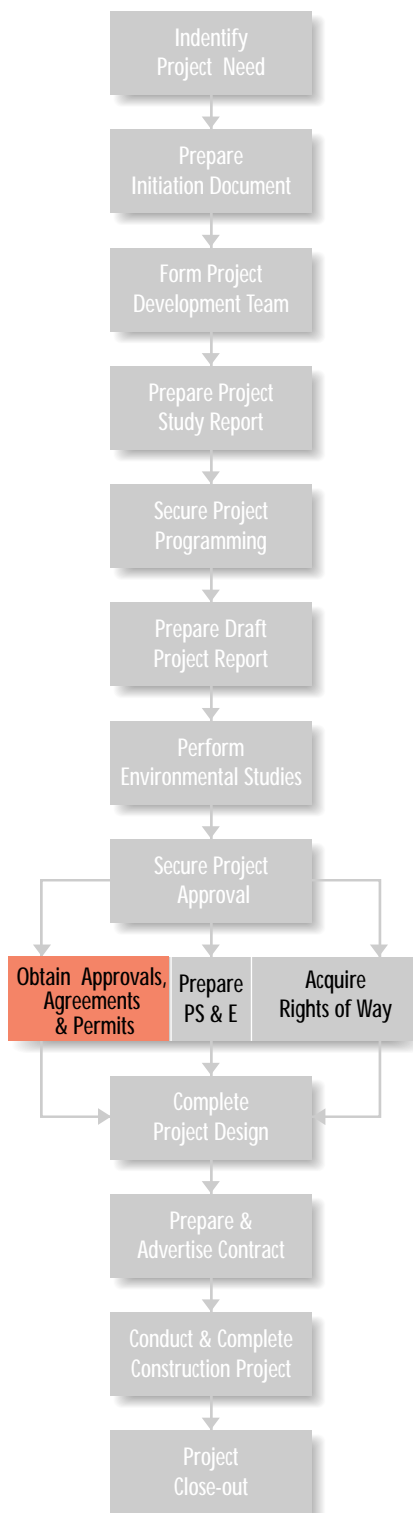 Indentify
Project Need
Prepare
Initiation Document
Form Project
Development Team
Prepare Project
Study Report
Secure Project
Programming
Prepare Draft
Project Report
Perform
Environmental Studies
Secure Project
Approval
Obtain Approvals,
Agreements
& Permits
Prepare
PS & E
Acquire
Rights of Way
Complete
Project Design
Prepare &
Advertise Contract
Conduct & Complete
Construction Project
Project
Close-out